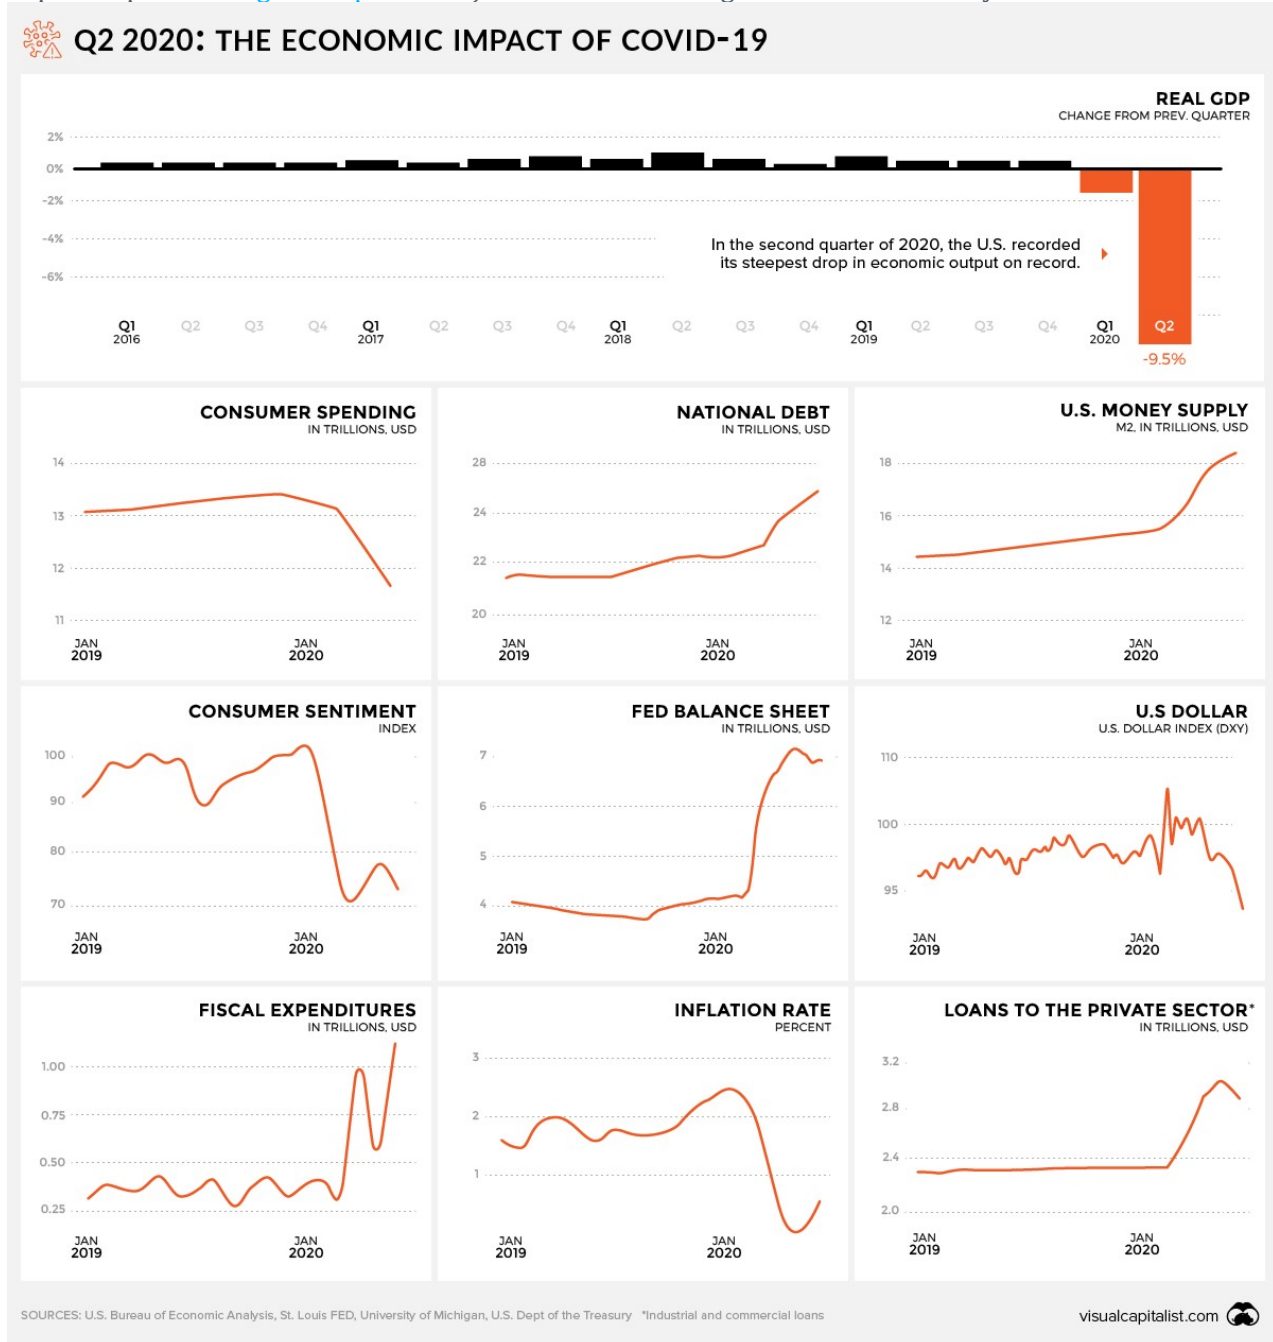 Q2 2020: THE ECONOMIC IMPACT OF COVID-19
REAL GDP
CHANGE FROM PREV. QUARTER
2%
0%
-2%
-4%
-6%
In the second quarter of 2020, the U.S. recorded
its steepest drop in economic output on record.
Q1 Q2 Q3 Q4 Q1 Q2 Q3 Q4 Q1 Q2 Q3 Q4 Q1 Q2 Q3 Q4 Q1 Q2
2016 2017 2018 2019 2020
-9.5%
CONSUMER SPENDING
IN TRILLIONS, USD
14
13
12
11
JAN JAN
2019 2020
NATIONAL DEBT
IN TRILLIONS, USD
28
24
22
20
JAN JAN
2019 2020
U.S. MONEY SUPPLY
M2, IN TRILLIONS, USD
18
16
14
12
JAN JAN
2019 2020
CONSUMER SENTIMENT
INDEX
100
90
80
70
JAN JAN
2019 2020
FED BALANCE SHEET
IN TRILLIONS, USD
7
6
5
4
JAN JAN
2019 2020
U.S DOLLAR
U.S. DOLLAR INDEX (DXY)
110
100
95
JAN JAN
2019 2020
FISCAL EXPENDITURES
IN TRILLIONS, USD
1.00
0.75
0.50
0.25
JAN JAN
2019 2020
INFLATION RATE
PERCENT
3
2
1
JAN JAN
2019 2020
LOANS TO THE PRIVATE SECTOR*
IN TRILLIONS, USD
3.2
2.8
2.4
2.0
JAN JAN
2019 2020
SOURCES: U.S. Bureau of Economic Analysis, St. Louis FED, University of Michigan, U.S. Dept of the Treasury *Industrial and commercial loans
visualcapitalist.com